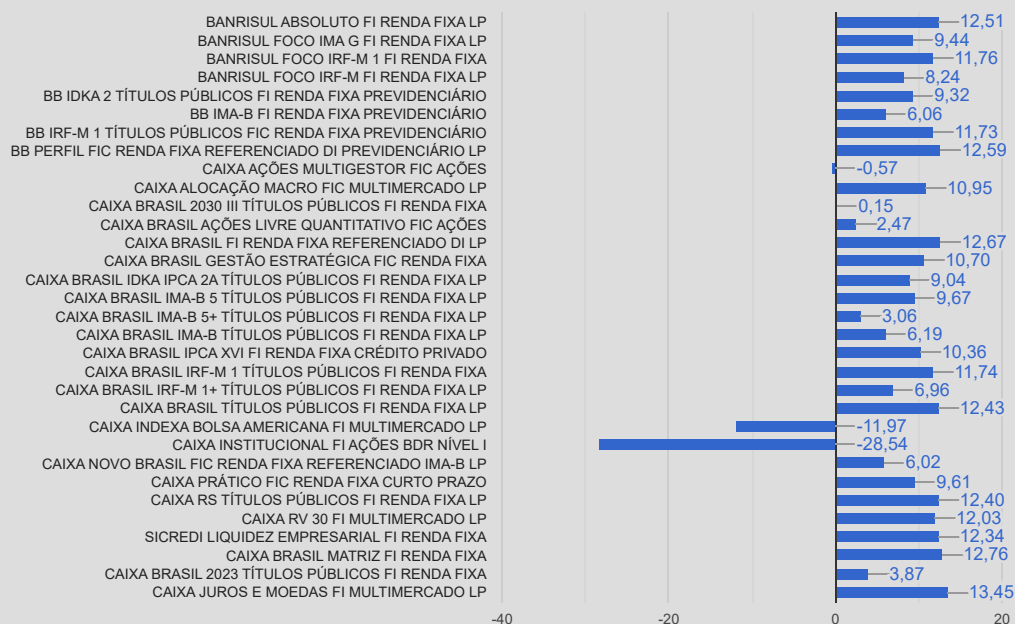 BANRISUL ABSOLUTO FI RENDA FIXA LP 12,51
BANRISUL FOCO IMA G FI RENDA FIXA LP 9,44
BANRISUL FOCO IRF-M 1 FI RENDA FIXA 11,76
BANRISUL FOCO IRF-M FI RENDA FIXA LP 8,24
BB IDKA 2 TÍTULOS PÚBLICOS FI RENDA FIXA PREVIDENCIÁRIO 9,32
BB IMA-B FI RENDA FIXA PREVIDENCIÁRIO 6,06
BB IRF-M 1 TÍTULOS PÚBLICOS FIC RENDA FIXA PREVIDENCIÁRIO 11,73
BB PERFIL FIC RENDA FIXA REFERENCIADO DI PREVIDENCIÁRIO LP 12,59
CAIXA AÇÕES MULTIGESTOR FIC AÇÕES -0,57
CAIXA ALOCAÇÃO MACRO FIC MULTIMERCADO LP 10,95
CAIXA BRASIL 2030 III TÍTULOS PÚBLICOS FI RENDA FIXA 0,15
CAIXA BRASIL AÇÕES LIVRE QUANTITATIVO FIC AÇÕES 2,47
CAIXA BRASIL FI RENDA FIXA REFERENCIADO DI LP 12,67
CAIXA BRASIL GESTÃO ESTRATÉGICA FIC RENDA FIXA 10,70
CAIXA BRASIL IDKA IPCA 2A TÍTULOS PÚBLICOS FI RENDA FIXA LP 9,04
CAIXA BRASIL IMA-B 5 TÍTULOS PÚBLICOS FI RENDA FIXA LP 9,67
CAIXA BRASIL IMA-B 5+ TÍTULOS PÚBLICOS FI RENDA FIXA LP 3,06
CAIXA BRASIL IMA-B TÍTULOS PÚBLICOS FI RENDA FIXA LP 6,19
CAIXA BRASIL IPCA XVI FI RENDA FIXA CRÉDITO PRIVADO 10,36
CAIXA BRASIL IRF-M 1 TÍTULOS PÚBLICOS FI RENDA FIXA 11,74
CAIXA BRASIL IRF-M 1+ TÍTULOS PÚBLICOS FI RENDA FIXA LP 6,96
CAIXA BRASIL TÍTULOS PÚBLICOS FI RENDA FIXA LP 12,43
CAIXA INDEXA BOLSA AMERICANA FI MULTIMERCADO LP -11,97
CAIXA INSTITUCIONAL FI AÇÕES BDR NÍVEL I -28,54
CAIXA NOVO BRASIL FIC RENDA FIXA REFERENCIADO IMA-B LP 6,02
CAIXA PRÁTICO FIC RENDA FIXA CURTO PRAZO 9,61
CAIXA RS TÍTULOS PÚBLICOS FI RENDA FIXA LP 12,40
CAIXA RV 30 FI MULTIMERCADO LP 12,03
SICREDI LIQUIDEZ EMPRESARIAL FI RENDA FIXA 12,34
CAIXA BRASIL MATRIZ FI RENDA FIXA 12,76
CAIXA BRASIL 2023 TÍTULOS PÚBLICOS FI RENDA FIXA 3,87
CAIXA JUROS E MOEDAS FI MULTIMERCADO LP 13,45
-40 -20 0 20